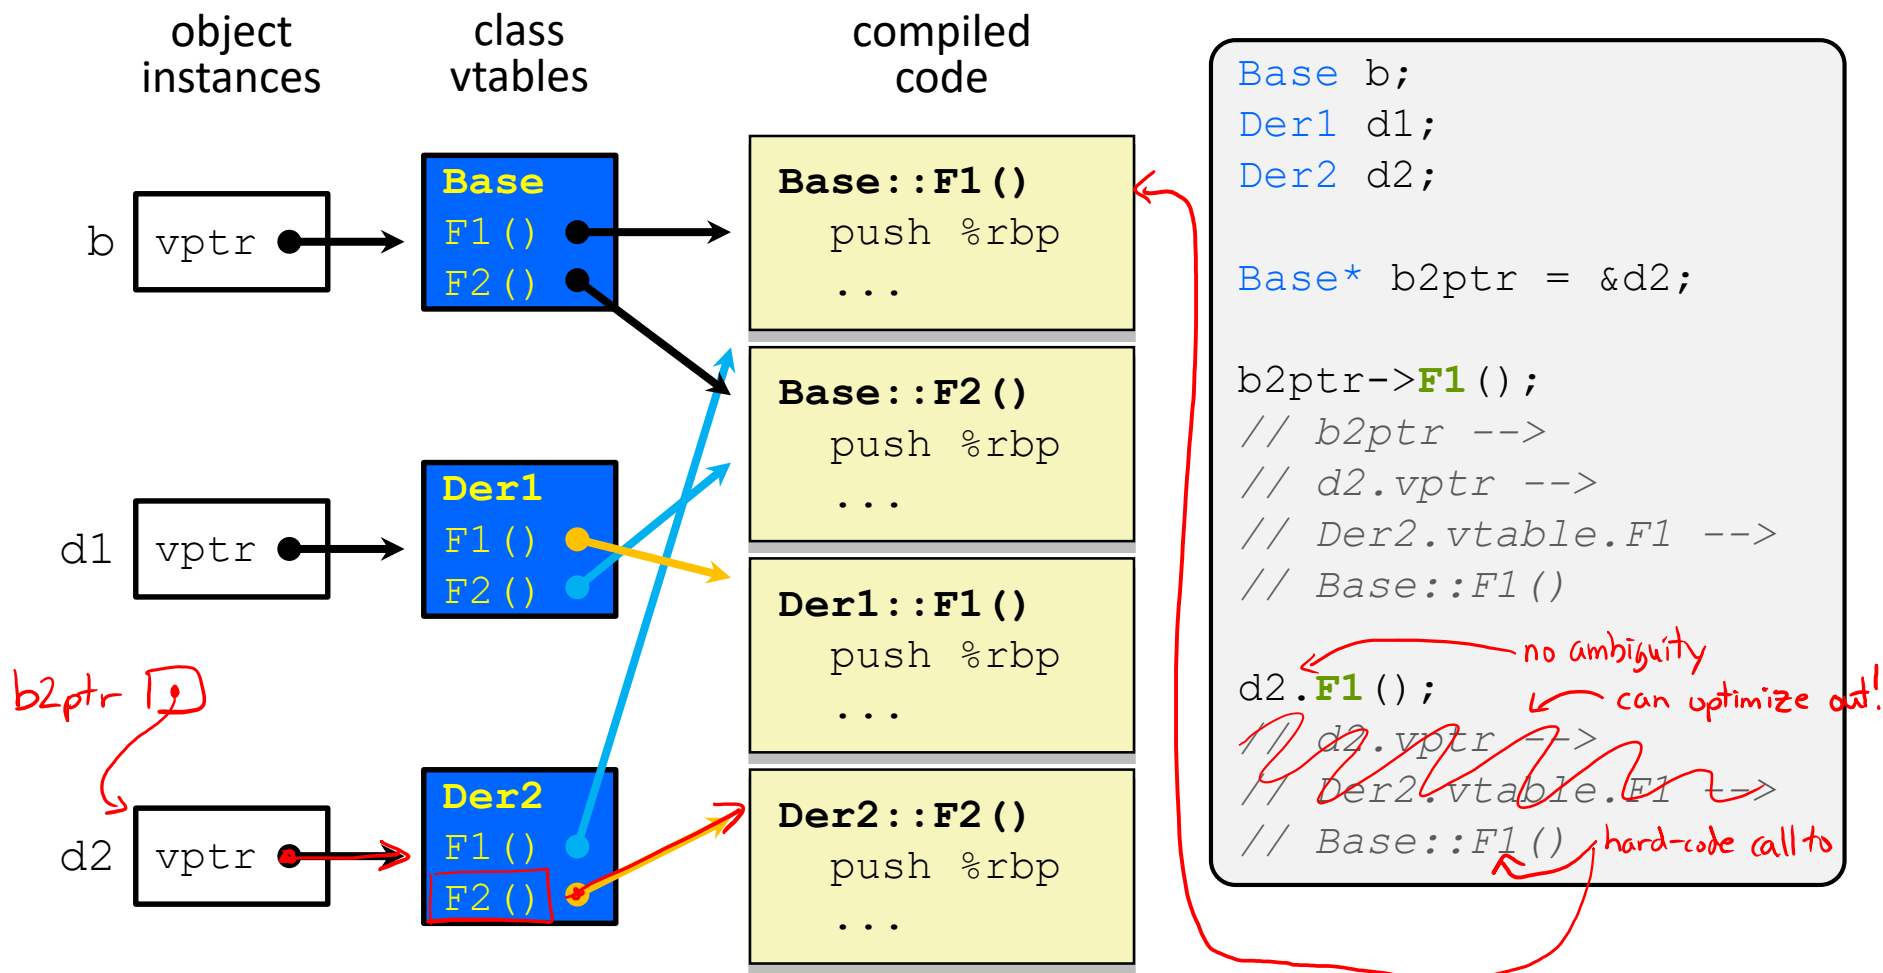 object
instances
class
vtables
compiled
code
b
vptr
Base
F1()
F2()
Base::F1()
push %rbp
...
Base::F2()
push %rbp
...
d1
vptr
Der1
F1()
F2()
Der1::F1()
push %rbp
...
b2ptr
d2
vptr
Der2
F1()
F2()
Der2::F2()
push %rbp
...
Base b;
Der1 d1;
Der2 d2;
Base* b2ptr = &d2;
b2ptr->F1();
// b2ptr -->
// d2.vptr -->
// Der2.vtable.F1 -->
// Base::F1()
no ambiguity
d2.F1();
can optimize out!
// d2.vptr -->
// Der2.vtable.F1 -->
// Base::F1()
hard-code call to